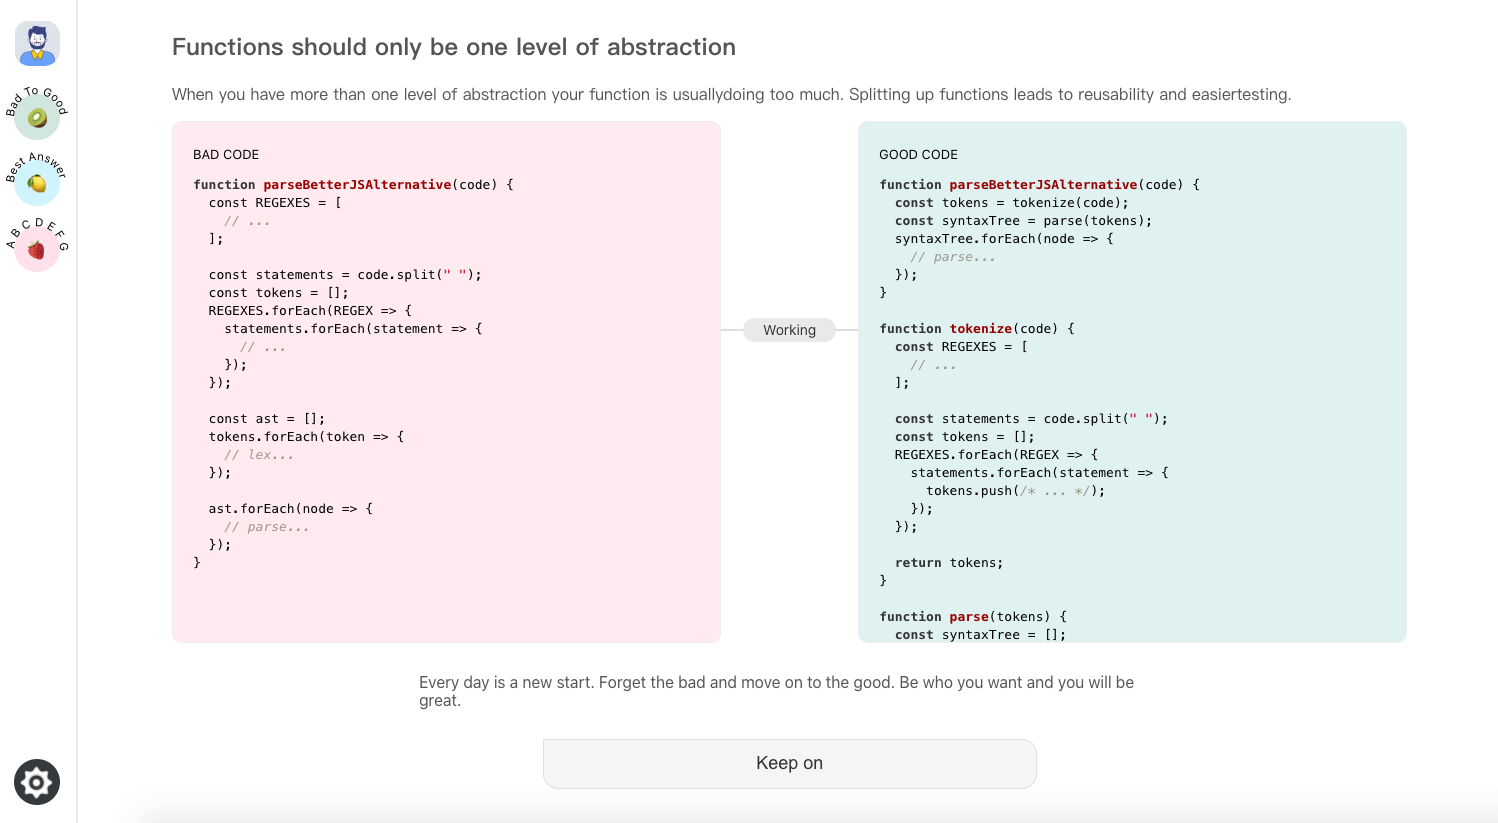 Bad To Good
Best Answer
A B C D E F G
Functions should only be one level of abstraction
When you have more than one level of abstraction your function is usuallydoing too much. Splitting up functions leads to reusability and easiertesting.
BAD CODE
function parseBetterJSAlternative(code) {
  const REGEXES = [
    // ...
  ];

  const statements = code.split(" ");
  const tokens = [];
  REGEXES.forEach(REGEX => {
    statements.forEach(statement => {
      // ...
    });
  });

  const ast = [];
  tokens.forEach(token => {
    // lex...
  });

  ast.forEach(node => {
    // parse...
  });
}
Working
GOOD CODE
function parseBetterJSAlternative(code) {
  const tokens = tokenize(code);
  const syntaxTree = parse(tokens);
  syntaxTree.forEach(node => {
    // parse...
  });
}

function tokenize(code) {
  const REGEXES = [
    // ...
  ];

  const statements = code.split(" ");
  const tokens = [];
  REGEXES.forEach(REGEX => {
    statements.forEach(statement => {
      tokens.push(/* ... */);
    });
  });

  return tokens;
}

function parse(tokens) {
  const syntaxTree = [];
Every day is a new start. Forget the bad and move on to the good. Be who you want and you will be
great.
Keep on